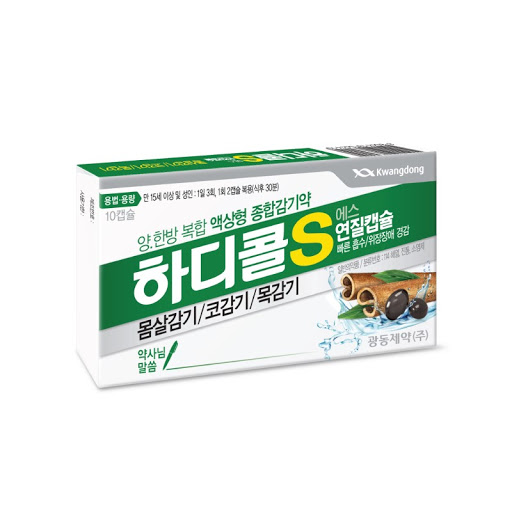 Kwangdong
용법·용량 만 15세 이상 및 성인 : 1일 3회, 1회 2캡슐 복용(식후 30분)
10캡슐
양.한방 복합 액상형 종합감기약
하디콜S에스
연질캡슐
빠른 흡수/위장장애 경감
몸살감기/코감기/목감기
약사님
말씀
광동제약(주)